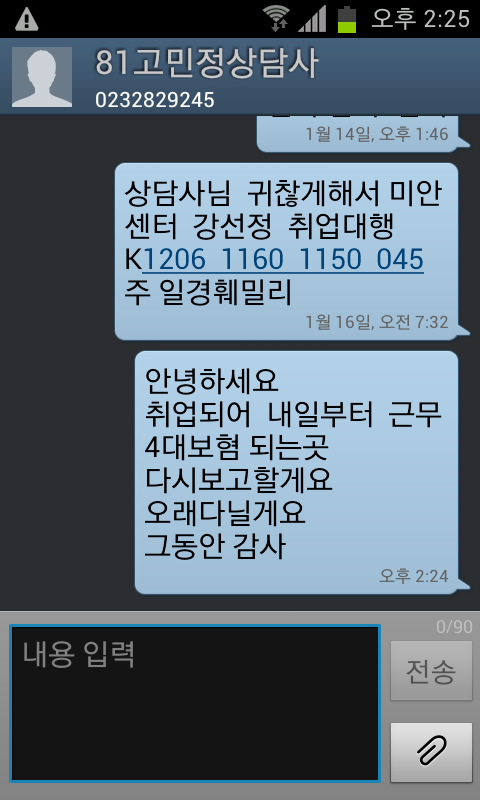 오후 2:25
81고민정상담사
0232829245
1월 14일, 오후 1:46
상담사님 귀찮게해서 미안
센터 강선정 취업대행
K1206 1160 1150 045
주 일경훼밀리
1월 16일, 오전 7:32
안녕하세요
취업되어 내일부터 근무
4대보혐 되는곳
다시보고할게요
오래다닐게요
그동안 감사
오후 2:24
0/90
내용 입력
전송